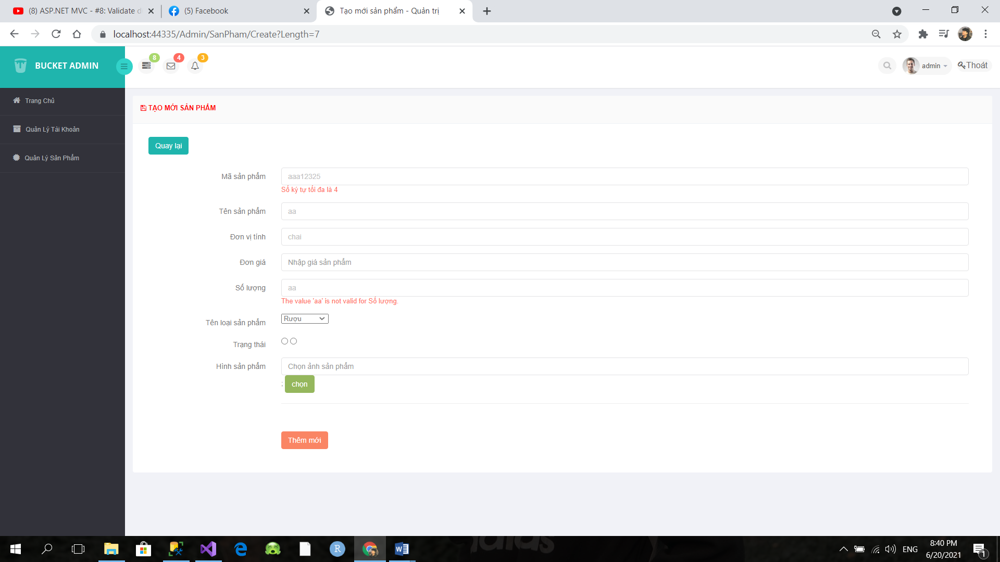 (8) ASP.NET MVC - #8: Validate d
(5) Facebook
Tạo mới sản phẩm - Quản trị
localhost:44335/Admin/SanPham/Create?Length=7
BUCKET ADMIN
8
4
3
admin
Thoát
Trang Chủ
Quản Lý Tài Khoản
Quản Lý Sản Phẩm
TẠO MỚI SẢN PHẨM
Quay lại
Mã sản phẩm
aaa12325
Số ký tự tối đa là 4
Tên sản phẩm
aa
Đơn vị tính
chai
Đơn giá
Nhập giá sản phẩm
Số lượng
aa
The value 'aa' is not valid for Số lượng.
Tên loại sản phẩm
Rượu
Trạng thái
Hình sản phẩm
Chọn ảnh sản phẩm
; chọn
Thêm mới
R
ENG
8:40 PM
6/20/2021
1